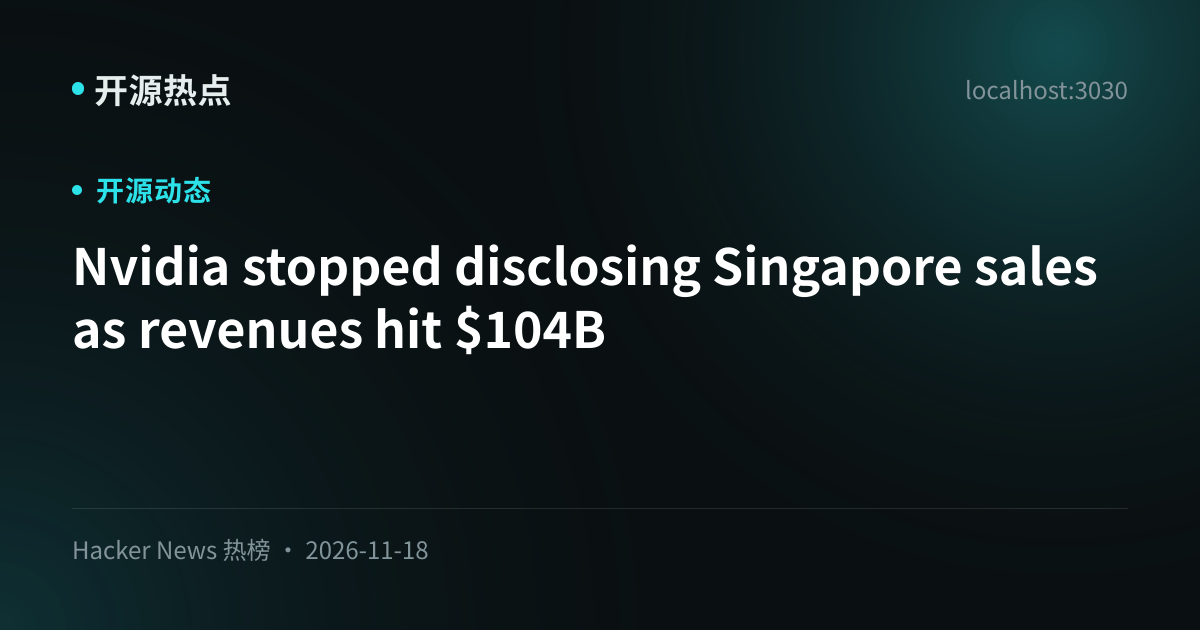 开源热点
localhost:3030
开源动态
Nvidia stopped disclosing Singapore sales
as revenues hit $104B
Hacker News 热榜 · 2026-11-18